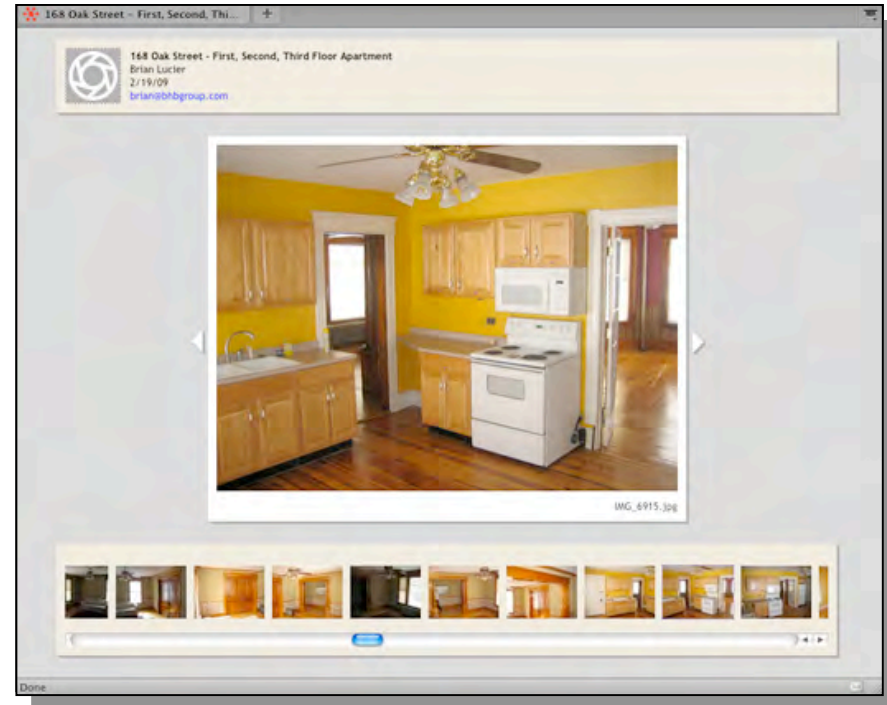 168 Oak Street - First, Second, Thi...
168 Oak Street - First, Second, Third Floor Apartment
Brian Lucier
2/19/09
brian@bhbgroup.com
IMG_6915.jpg
Done